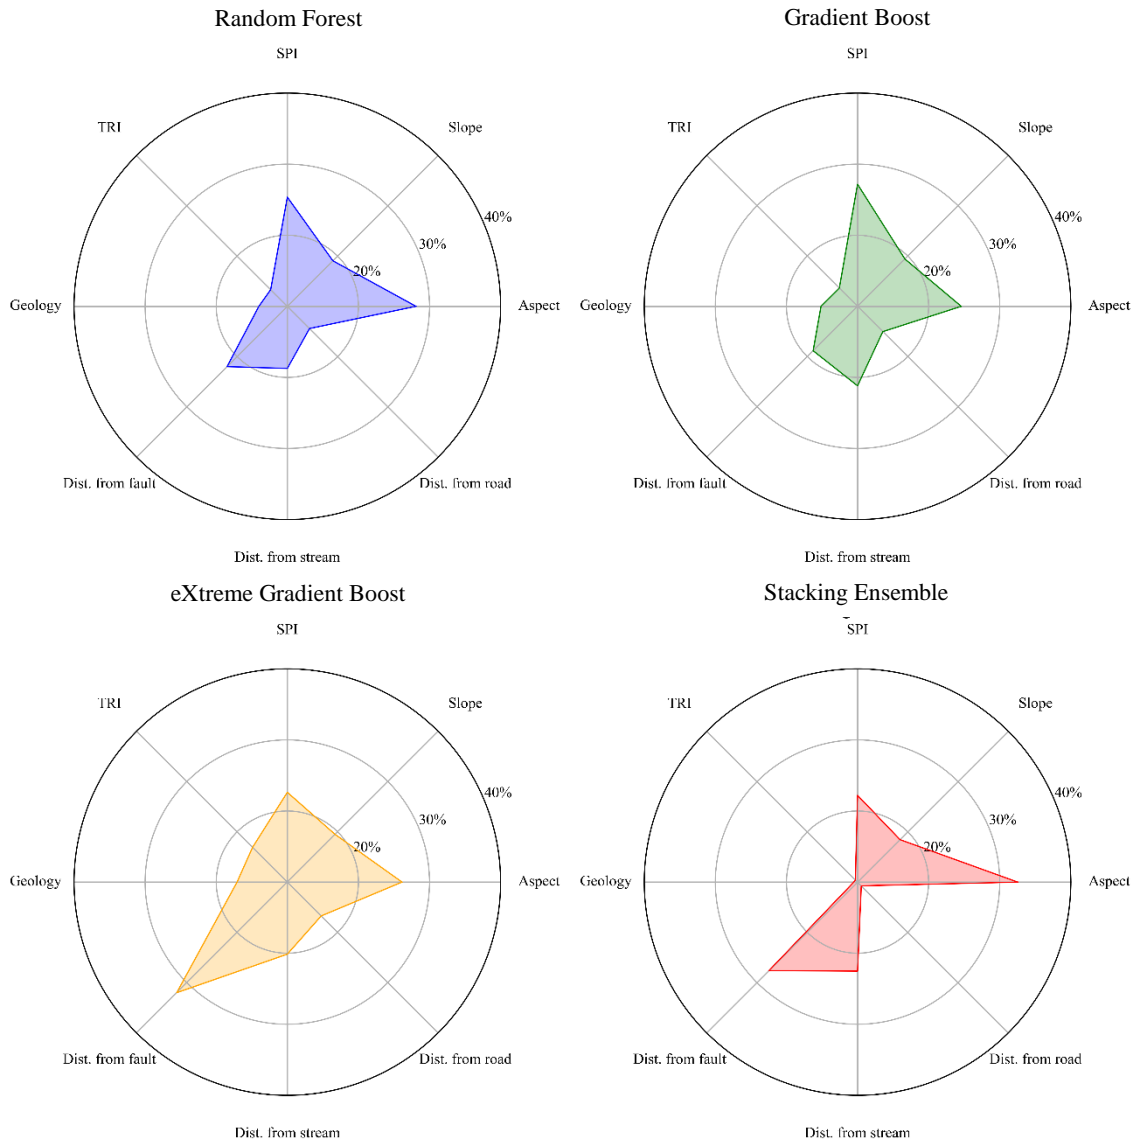 Random Forest
SPI
TRI
Slope
40%
30%
20%
Geology
Aspect
Dist. from fault
Dist. from road
Dist. from stream
Gradient Boost
SPI
TRI
Slope
40%
30%
20%
Geology
Aspect
Dist. from fault
Dist. from road
Dist. from stream
eXtreme Gradient Boost
SPI
TRI
Slope
40%
30%
20%
Geology
Aspect
Dist. from fault
Dist. from road
Dist. from stream
Stacking Ensemble
SPI
TRI
Slope
40%
30%
20%
Geology
Aspect
Dist. from fault
Dist. from road
Dist. from stream